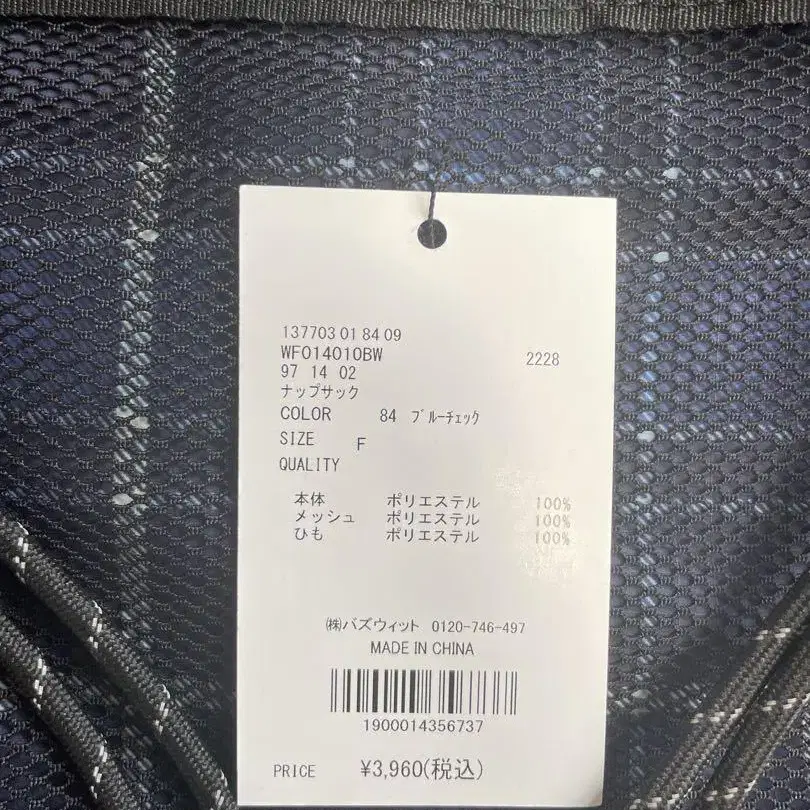 137703 01 84 09
WF014010BW 2228
97 14 02
ナップサック
COLOR 84 ﾌﾞﾙｰﾁｪｯｸ
SIZE F
QUALITY
本体 ポリエステル 100%
メッシュ ポリエステル 100%
ひも ポリエステル 100%
㈱バズウィット 0120-746-497
MADE IN CHINA
1900014356737
PRICE ¥3,960(税込)